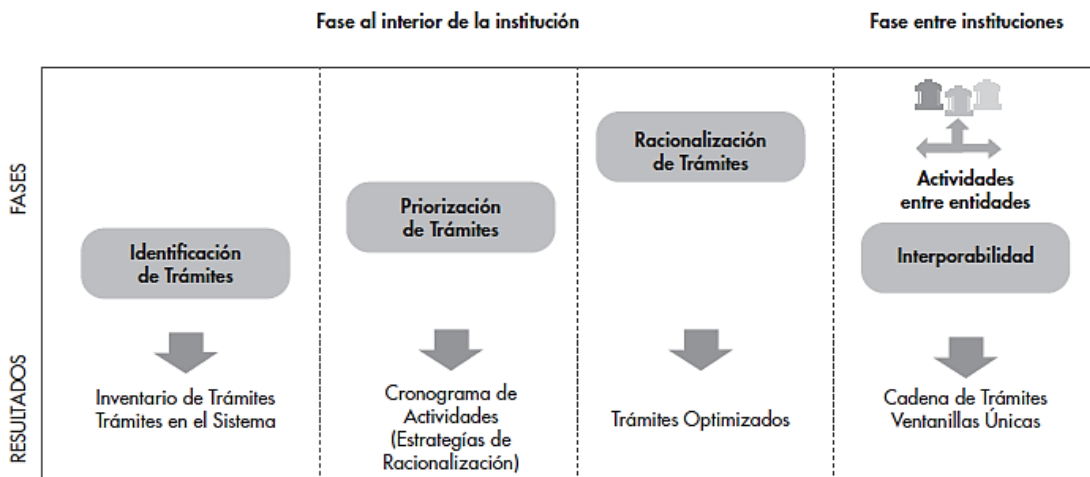 Fase al interior de la institución
Fase entre instituciones
FASES
Identificación
de Trámites
Priorización
de Trámites
Racionalización
de Trámites
Actividades
entre entidades
Interporabilidad
RESULTADOS
Inventario de Trámites
Trámites en el Sistema
Cronograma de
Actividades
(Estrategías de
Racionalización)
Trámites Optimizados
Cadena de Trámites
Ventanillas Únicas